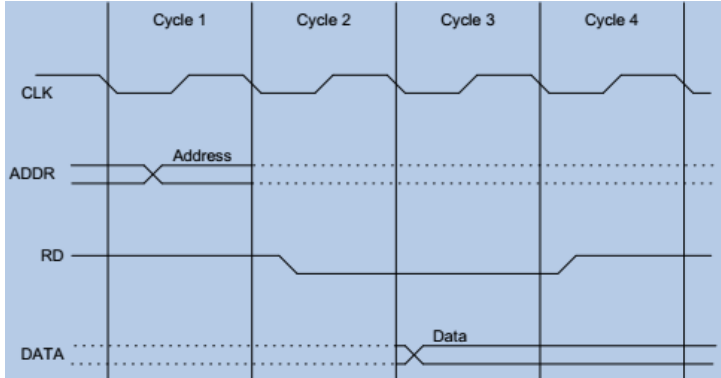 Cycle 1 Cycle 2 Cycle 3 Cycle 4
CLK
Address
ADDR
RD
Data
DATA